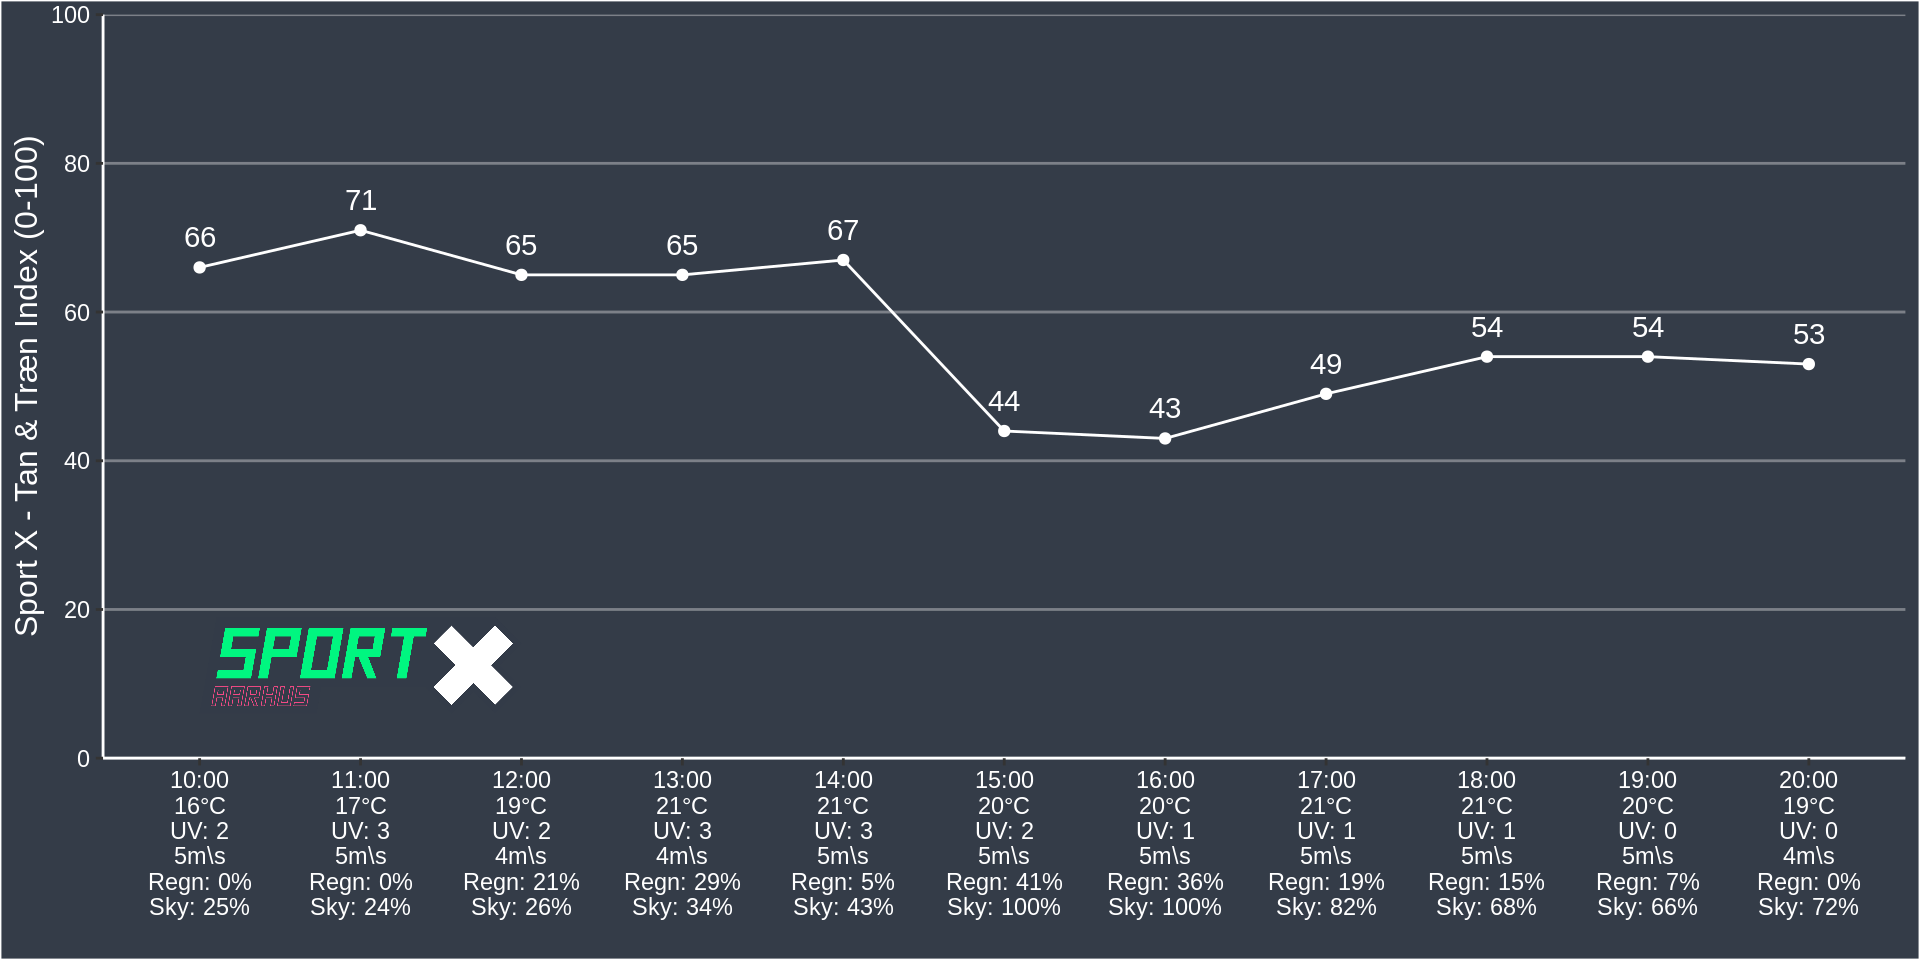 Sport X - Tan & Træn Index (0-100)
100
80
60
40
20
0
66
71
65
65
67
44
43
49
54
54
53
SPORT X
AARHUS
10:00 11:00 12:00 13:00 14:00 15:00 16:00 17:00 18:00 19:00 20:00
16°C 17°C 19°C 21°C 21°C 20°C 20°C 21°C 21°C 20°C 19°C
UV: 2 UV: 3 UV: 2 UV: 3 UV: 3 UV: 2 UV: 1 UV: 1 UV: 1 UV: 0 UV: 0
5m\s 5m\s 4m\s 4m\s 5m\s 5m\s 5m\s 5m\s 5m\s 5m\s 4m\s
Regn: 0% Regn: 0% Regn: 21% Regn: 29% Regn: 5% Regn: 41% Regn: 36% Regn: 19% Regn: 15% Regn: 7% Regn: 0%
Sky: 25% Sky: 24% Sky: 26% Sky: 34% Sky: 43% Sky: 100% Sky: 100% Sky: 82% Sky: 68% Sky: 66% Sky: 72%